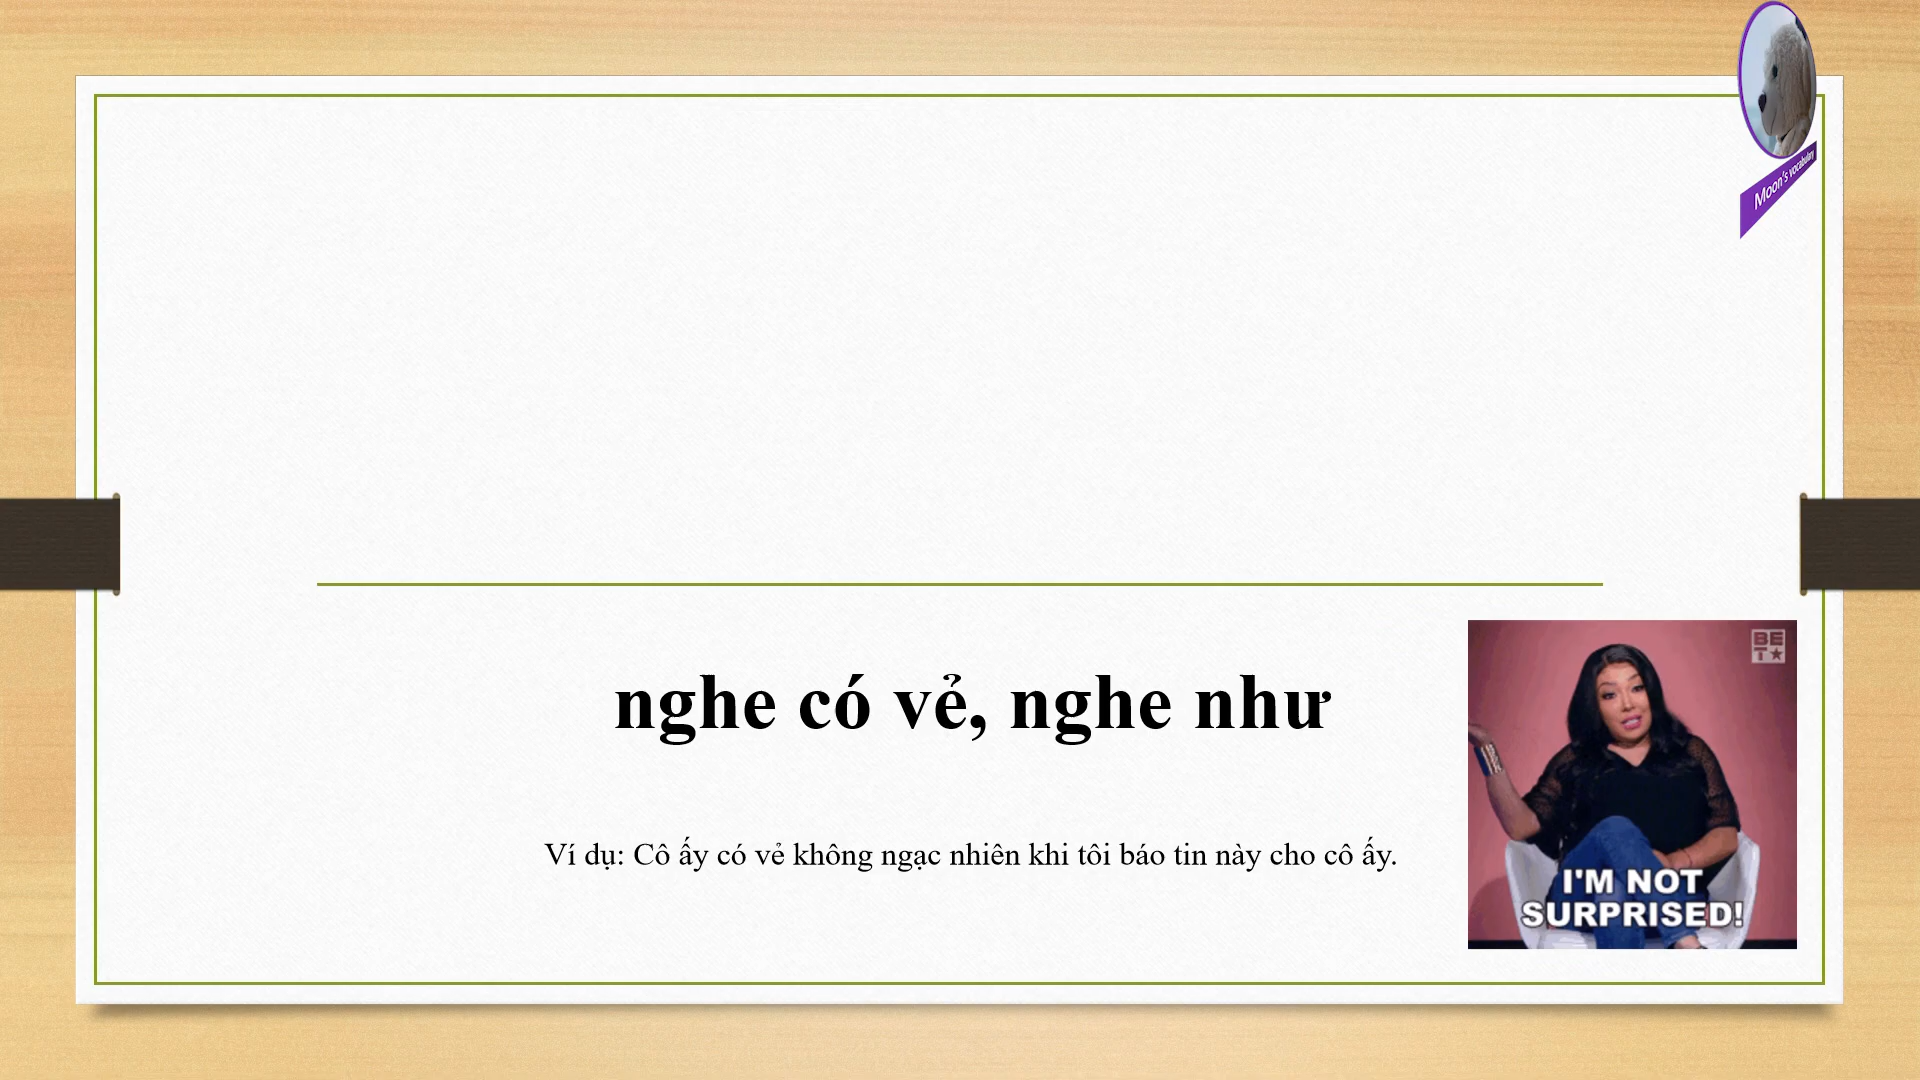 Moon's vocabulary
nghe có vẻ, nghe như
Ví dụ: Cô ấy có vẻ không ngạc nhiên khi tôi báo tin này cho cô ấy.
BE
T★
I'M NOT
SURPRISED!